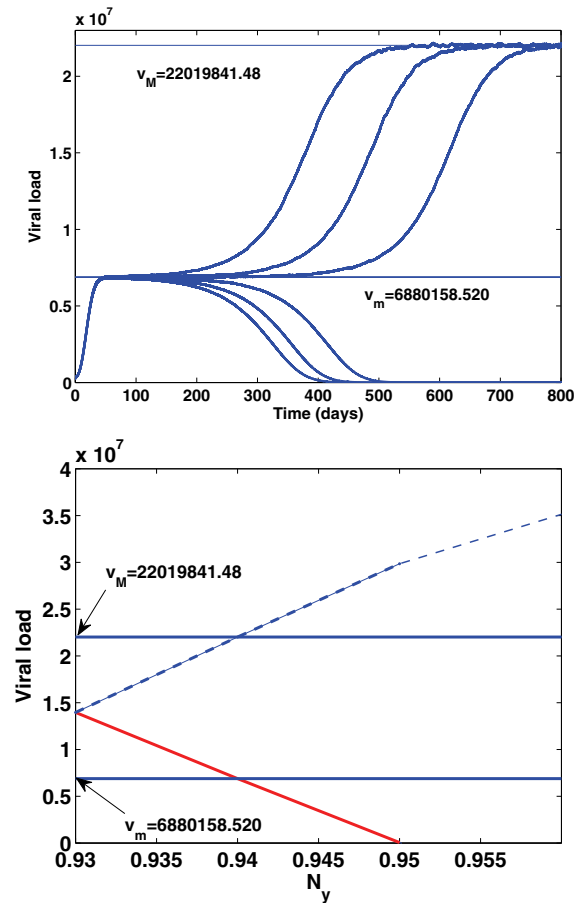 x 10^7
2
1.5
1
0.5
0
Viral load
v_M=22019841.48
v_m=6880158.520
0 100 200 300 400 500 600 700 800
Time (days)
x 10^7
4
3.5
3
2.5
2
1.5
1
0.5
0
Viral load
v_M=22019841.48
v_m=6880158.520
0.93 0.935 0.94 0.945 0.95 0.955
N_y